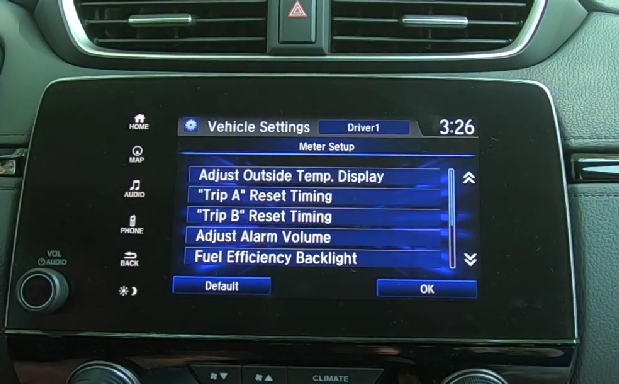 HOME
MAP
AUDIO
PHONE
BACK
VOL
AUDIO
Vehicle Settings
Driver1
3:26
Meter Setup
Adjust Outside Temp. Display
"Trip A" Reset Timing
"Trip B" Reset Timing
Adjust Alarm Volume
Fuel Efficiency Backlight
Default
OK
CLIMATE